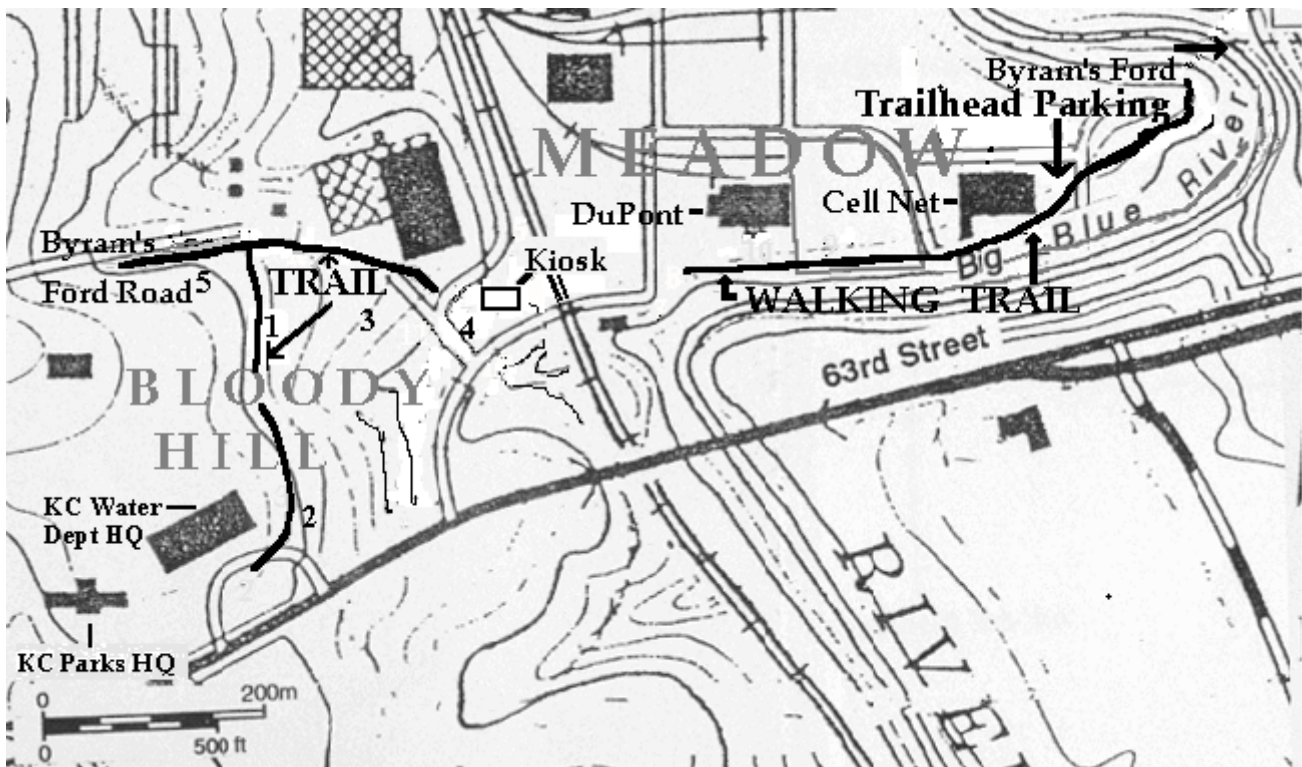 Byram's Ford
Trailhead Parking
MEADOW
River
DuPont
Cell Net
Big Blue
Byram's
Ford Road
5
TRAIL
Kiosk
1
3
4
WALKING TRAIL
63rd Street
BLOODY
HILL
KC Water
Dept HQ
2
2
RIVER
KC Parks HQ
0 200m
0 500 ft